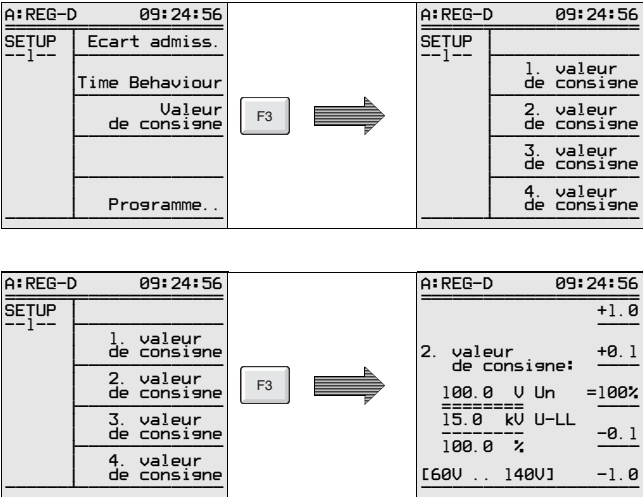 A:REG-D 09:24:56
SETUP
--1--
Ecart admiss.
Time Behaviour
Valeur
de consigne
Programme..
F3
A:REG-D 09:24:56
SETUP
--1--
1. valeur
de consigne
2. valeur
de consigne
3. valeur
de consigne
4. valeur
de consigne
A:REG-D 09:24:56
SETUP
--1--
1. valeur
de consigne
2. valeur
de consigne
3. valeur
de consigne
4. valeur
de consigne
F3
A:REG-D 09:24:56
+1.0
2. valeur +0.1
de consigne:
100.0 V Un =100%
15.0 kV U-LL
-0.1
100.0 %
[60V .. 140V] -1.0